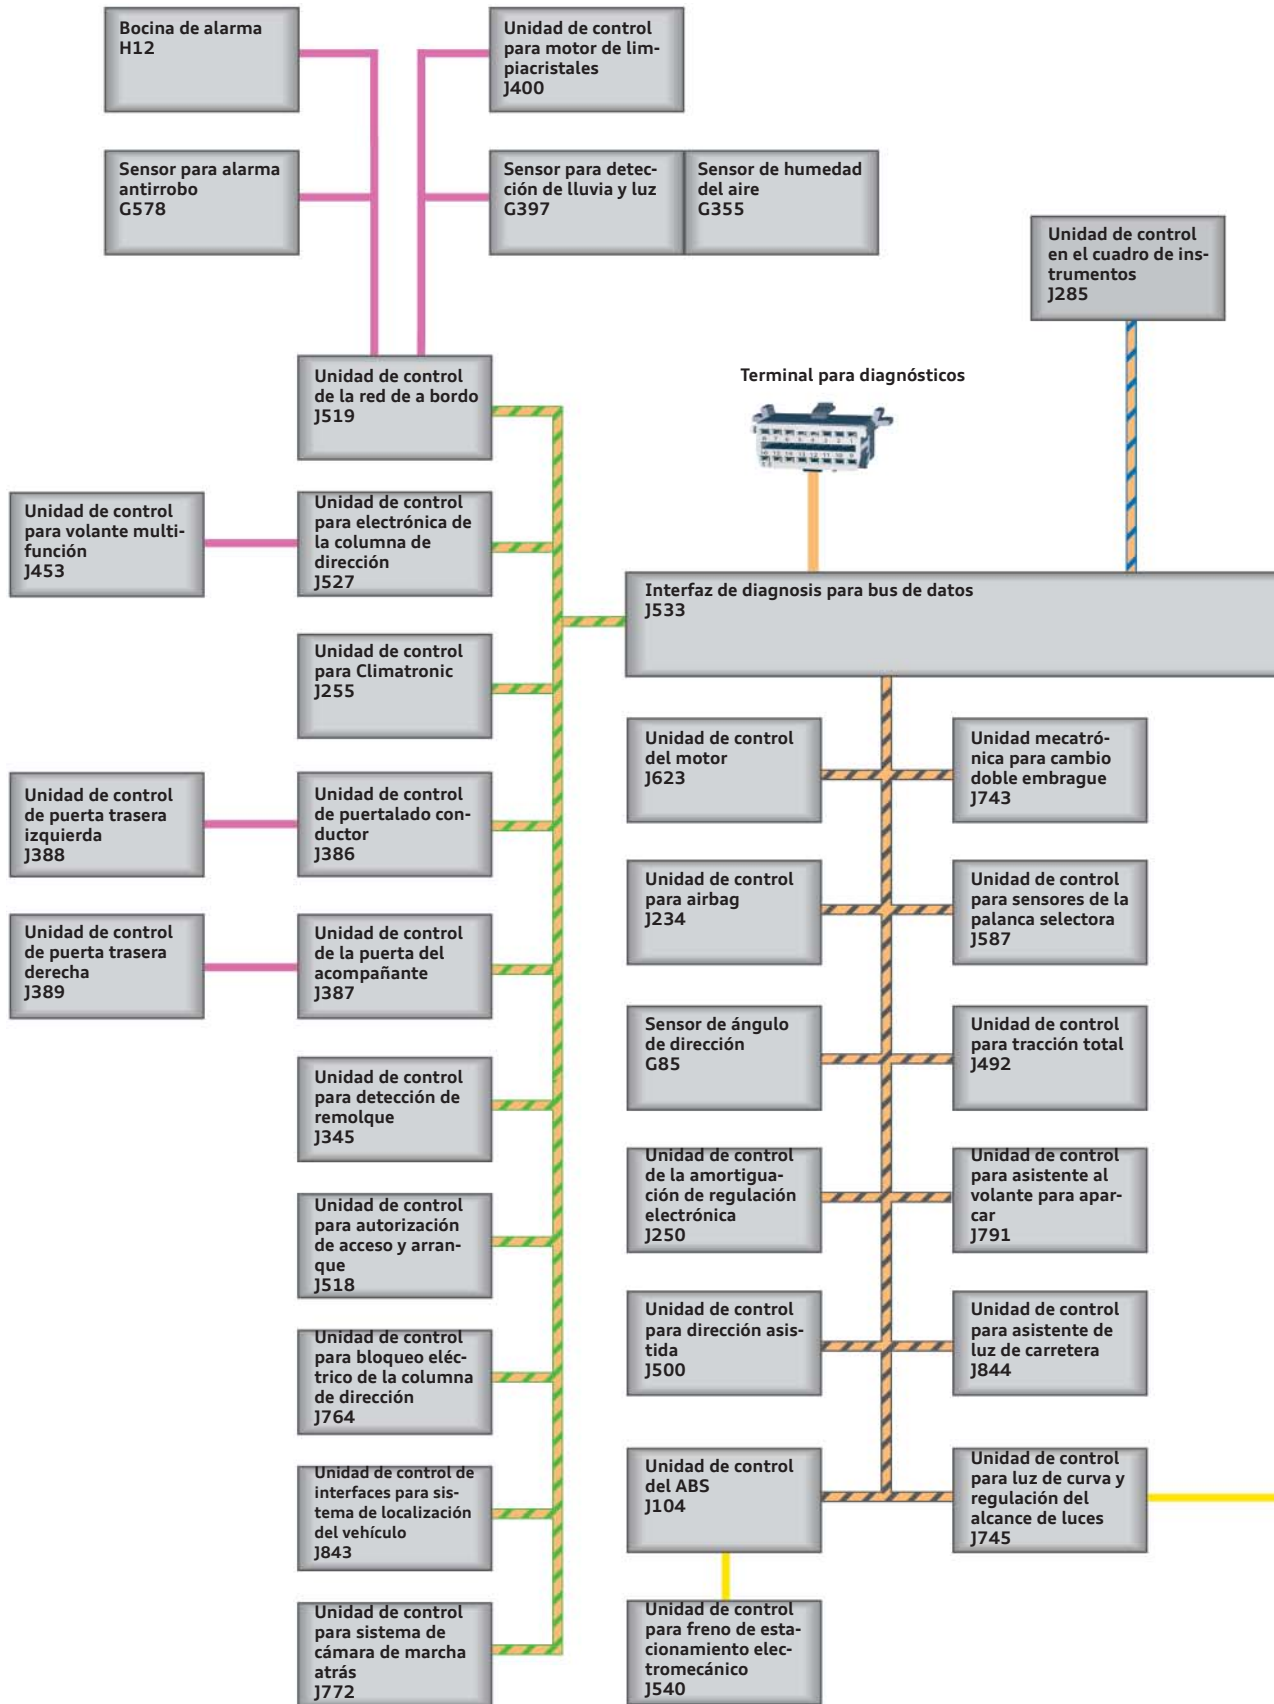 Bocina de alarma
H12
Unidad de control
para motor de lim-
piacristales
J400
Sensor para alarma
antirrobo
G578
Sensor para detec-
ción de lluvia y luz
G397
Sensor de humedad
del aire
G355
Unidad de control
en el cuadro de ins-
trumentos
J285
Unidad de control
de la red de a bordo
J519
Terminal para diagnósticos
Unidad de control
para volante multi-
función
J453
Unidad de control
para electrónica de
la columna de
dirección
J527
Interfaz de diagnosis para bus de datos
J533
Unidad de control
para Climatronic
J255
Unidad de control
del motor
J623
Unidad mecatró-
nica para cambio
doble embrague
J743
Unidad de control
de puerta trasera
izquierda
J388
Unidad de control
de puertalado con-
ductor
J386
Unidad de control
para airbag
J234
Unidad de control
para sensores de la
palanca selectora
J587
Unidad de control
de puerta trasera
derecha
J389
Unidad de control
de la puerta del
acompañante
J387
Sensor de ángulo
de dirección
G85
Unidad de control
para tracción total
J492
Unidad de control
para detección de
remolque
J345
Unidad de control
de la amortigua-
ción de regulación
electrónica
J250
Unidad de control
para asistente al
volante para apar-
car
J791
Unidad de control
para autorización
de acceso y arran-
que
J518
Unidad de control
para dirección asis-
tida
J500
Unidad de control
para asistente de
luz de carretera
J844
Unidad de control
para bloqueo eléc-
trico de la columna
de dirección
J764
Unidad de control
del ABS
J104
Unidad de control
para luz de curva y
regulación del
alcance de luces
J745
Unidad de control de
interfaces para sis-
tema de localización
del vehículo
J843
Unidad de control
para sistema de
cámara de marcha
atrás
J772
Unidad de control
para freno de esta-
cionamiento elec-
tromecánico
J540